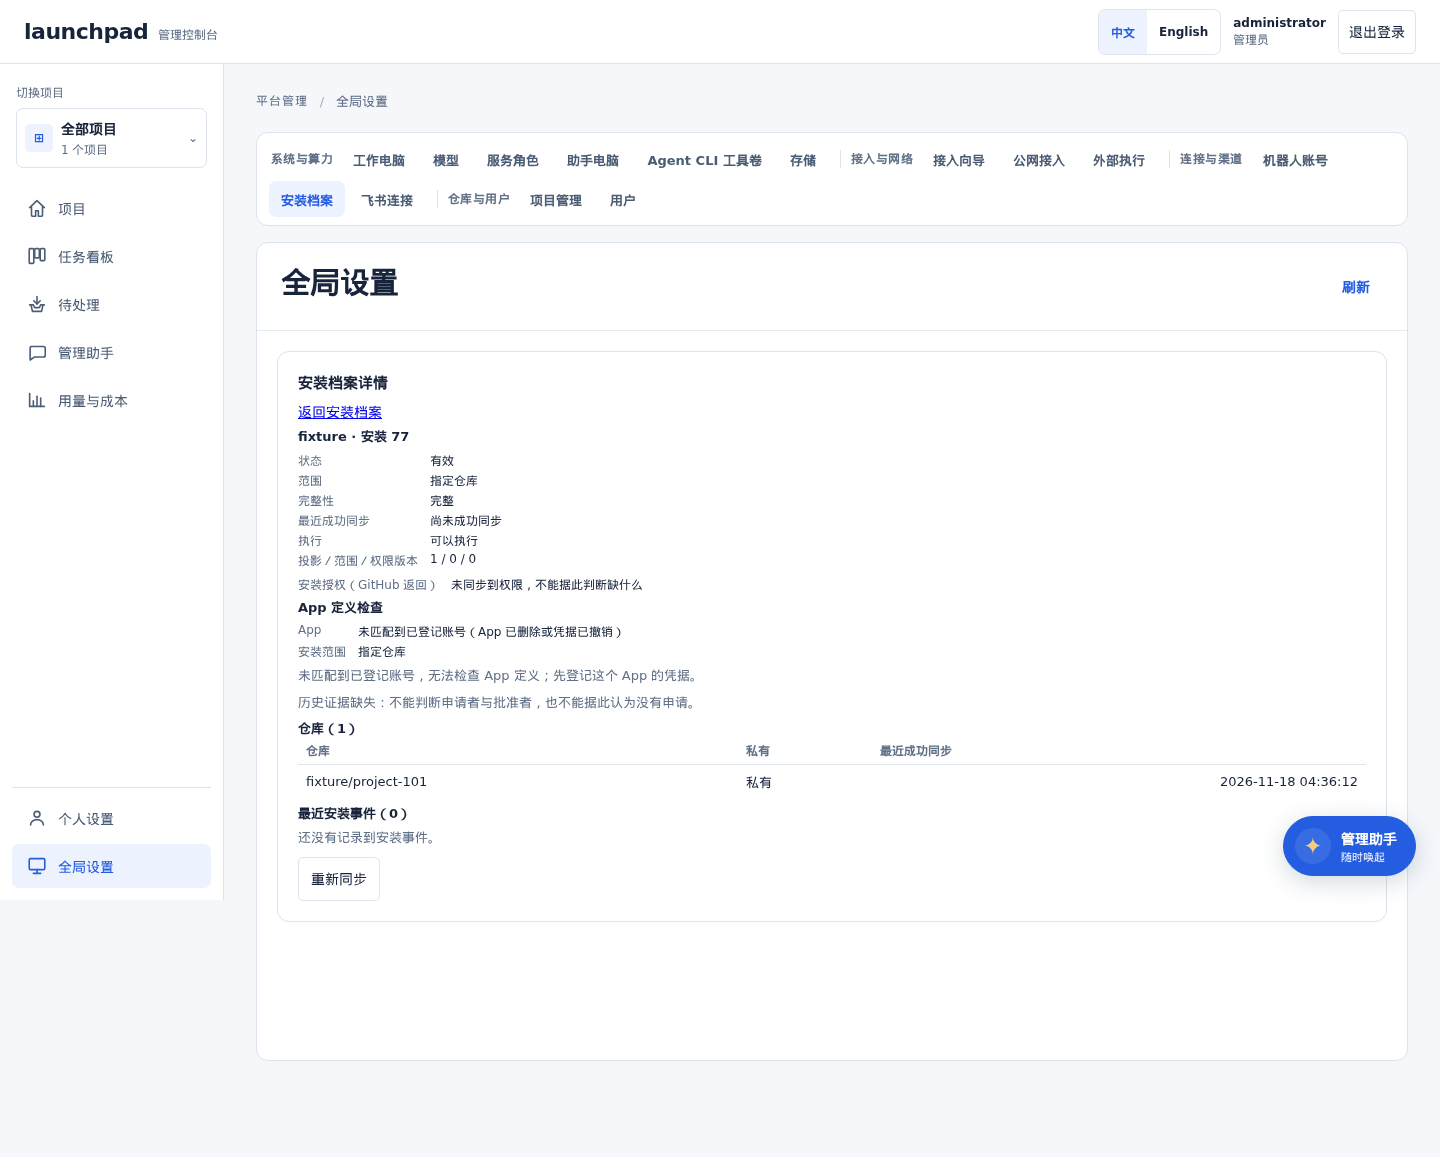 launchpad 管理控制台
中文 English administrator 管理员 退出登录
切换项目
全部项目
1 个项目
项目
任务看板
待处理
管理助手
用量与成本
个人设置
全局设置
平台管理 / 全局设置
系统与算力 工作电脑 模型 服务角色 助手电脑 Agent CLI 工具卷 存储 接入与网络 接入向导 公网接入 外部执行 连接与渠道 机器人账号
安装档案 飞书连接 仓库与用户 项目管理 用户
全局设置
刷新
安装档案详情
返回安装档案
fixture · 安装 77
状态 有效
范围 指定仓库
完整性 完整
最近成功同步 尚未成功同步
执行 可以执行
投影 / 范围 / 权限版本 1 / 0 / 0
安装授权（GitHub 返回） 未同步到权限，不能据此判断缺什么
App 定义检查
App 未匹配到已登记账号（App 已删除或凭据已撤销）
安装范围 指定仓库
未匹配到已登记账号，无法检查 App 定义；先登记这个 App 的凭据。
历史证据缺失：不能判断申请者与批准者，也不能据此认为没有申请。
仓库（1）
仓库 私有 最近成功同步
fixture/project-101 私有 2026-11-18 04:36:12
最近安装事件（0）
还没有记录到安装事件。
重新同步
管理助手
随时唤起